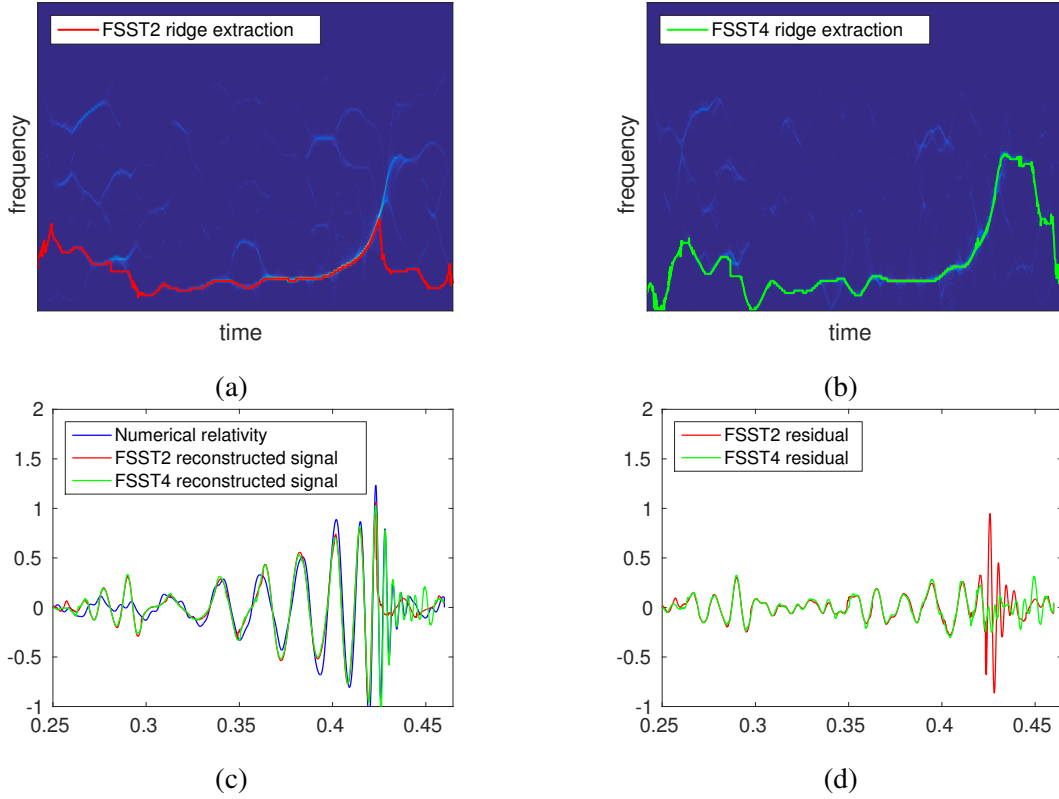 FSST2 ridge extraction
frequency
time
(a)
FSST4 ridge extraction
frequency
time
(b)
2
1.5
1
0.5
0
-0.5
-1
0.25 0.3 0.35 0.4 0.45
Numerical relativity
FSST2 reconstructed signal
FSST4 reconstructed signal
(c)
2
1.5
1
0.5
0
-0.5
-1
0.25 0.3 0.35 0.4 0.45
FSST2 residual
FSST4 residual
(d)